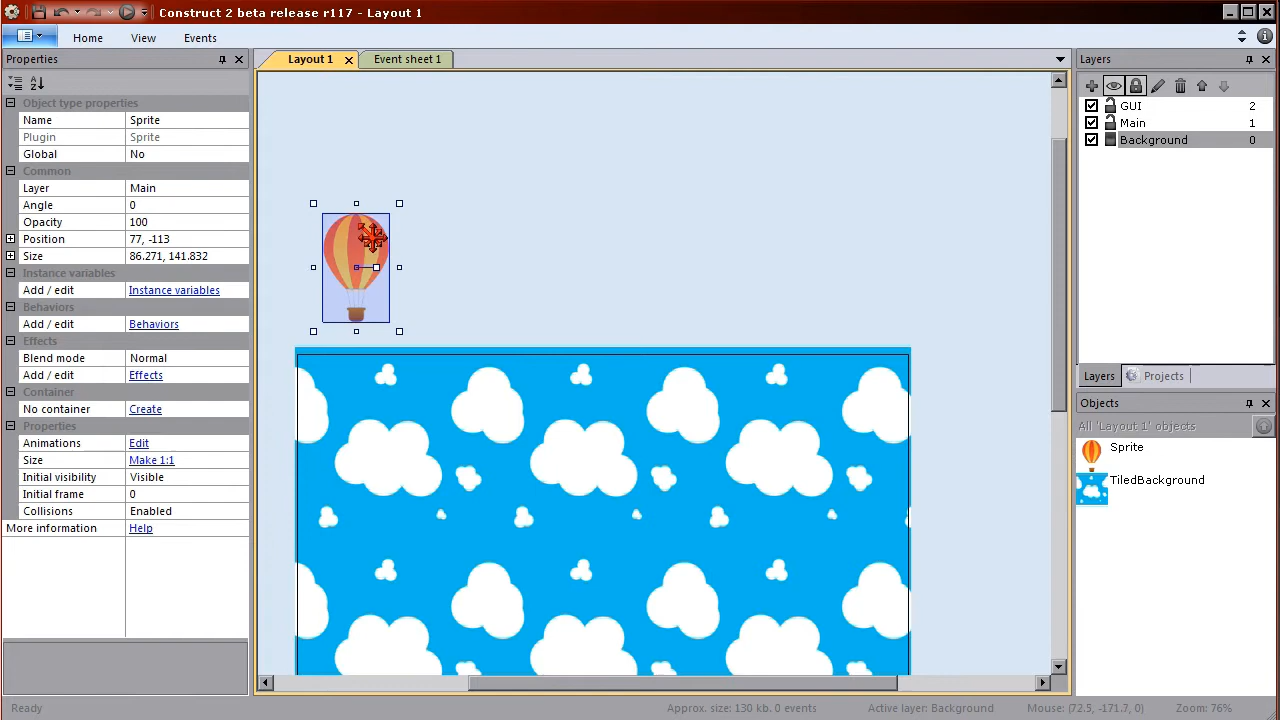 Construct 2 beta release r117 - Layout 1
Home View Events
Properties
Object type properties
Name Sprite
Plugin Sprite
Global No
Common
Layer Main
Angle 0
Opacity 100
Position 77, -113
Size 86.271, 141.832
Instance variables
Add / edit Instance variables
Behaviors
Add / edit Behaviors
Effects
Blend mode Normal
Add / edit Effects
Container
No container Create
Properties
Animations Edit
Size Make 1:1
Initial visibility Visible
Initial frame 0
Collisions Enabled
More information Help
Layout 1 Event sheet 1
Layers
GUI 2
Main 1
Background 0
Layers Projects
Objects
All 'Layout 1' objects
Sprite
TiledBackground
Ready Approx. size: 130 kb. 0 events Active layer: Background Mouse: (72.5, -171.7, 0) Zoom: 76%